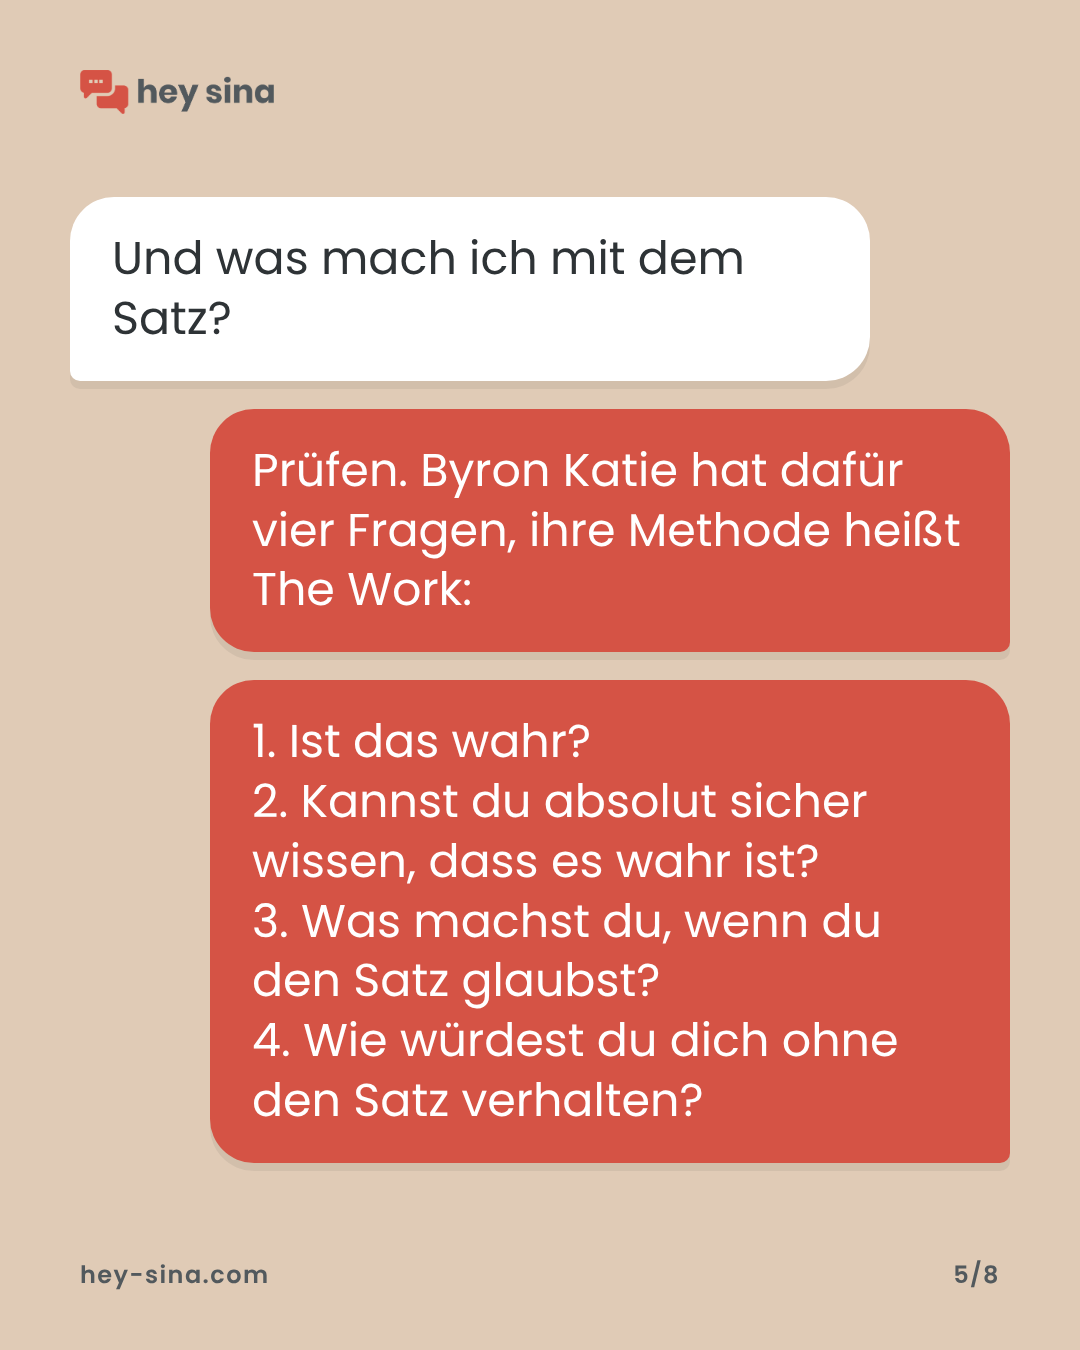 hey sina
Und was mach ich mit dem
Satz?
Prüfen. Byron Katie hat dafür
vier Fragen, ihre Methode heißt
The Work:
1. Ist das wahr?
2. Kannst du absolut sicher
wissen, dass es wahr ist?
3. Was machst du, wenn du
den Satz glaubst?
4. Wie würdest du dich ohne
den Satz verhalten?
hey-sina.com
5/8